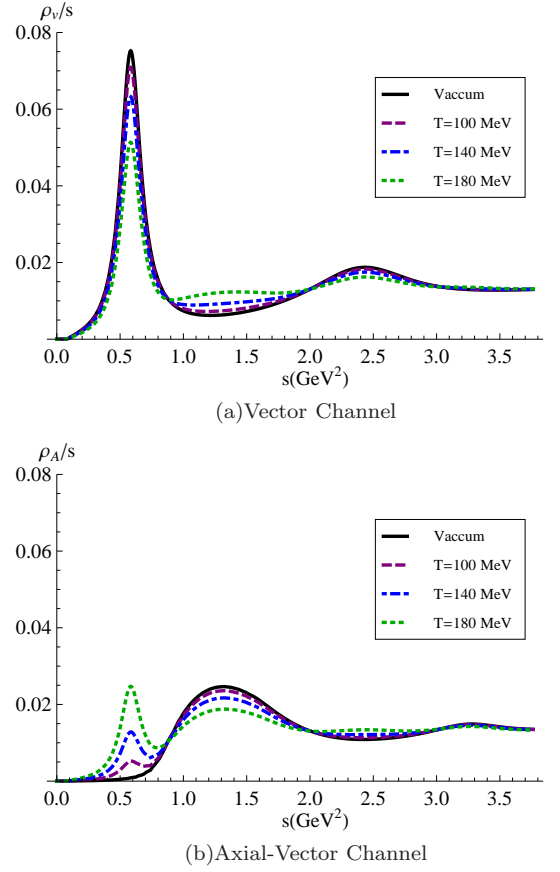 ρᵥ/s
0.08
0.06
0.04
0.02
0.0 0.5 1.0 1.5 2.0 2.5 3.0 3.5
s(GeV²)
Vaccum
T=100 MeV
T=140 MeV
T=180 MeV
(a)Vector Channel
ρ_A/s
0.08
0.06
0.04
0.02
0.0 0.5 1.0 1.5 2.0 2.5 3.0 3.5
s(GeV²)
Vaccum
T=100 MeV
T=140 MeV
T=180 MeV
(b)Axial-Vector Channel